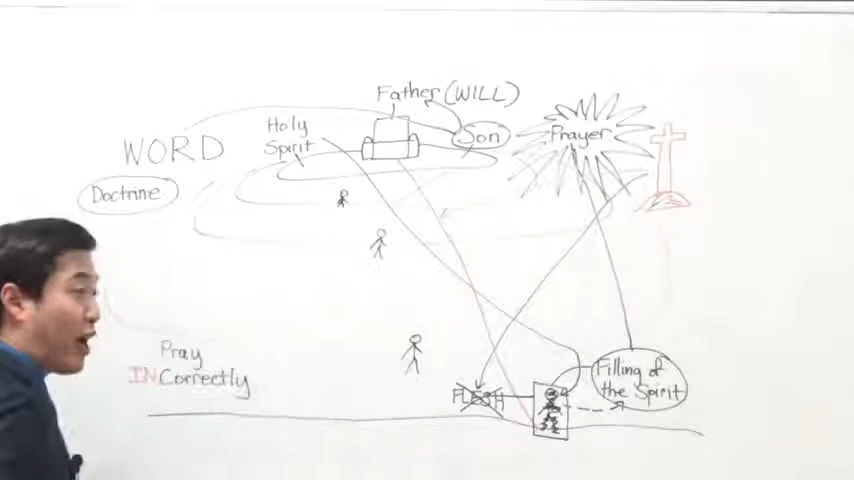 Father (WILL)
Holy
Spirit
Son
Prayer
WORD
Doctrine
Pray
INCorrectly
FLESH
Filling of
the Spirit